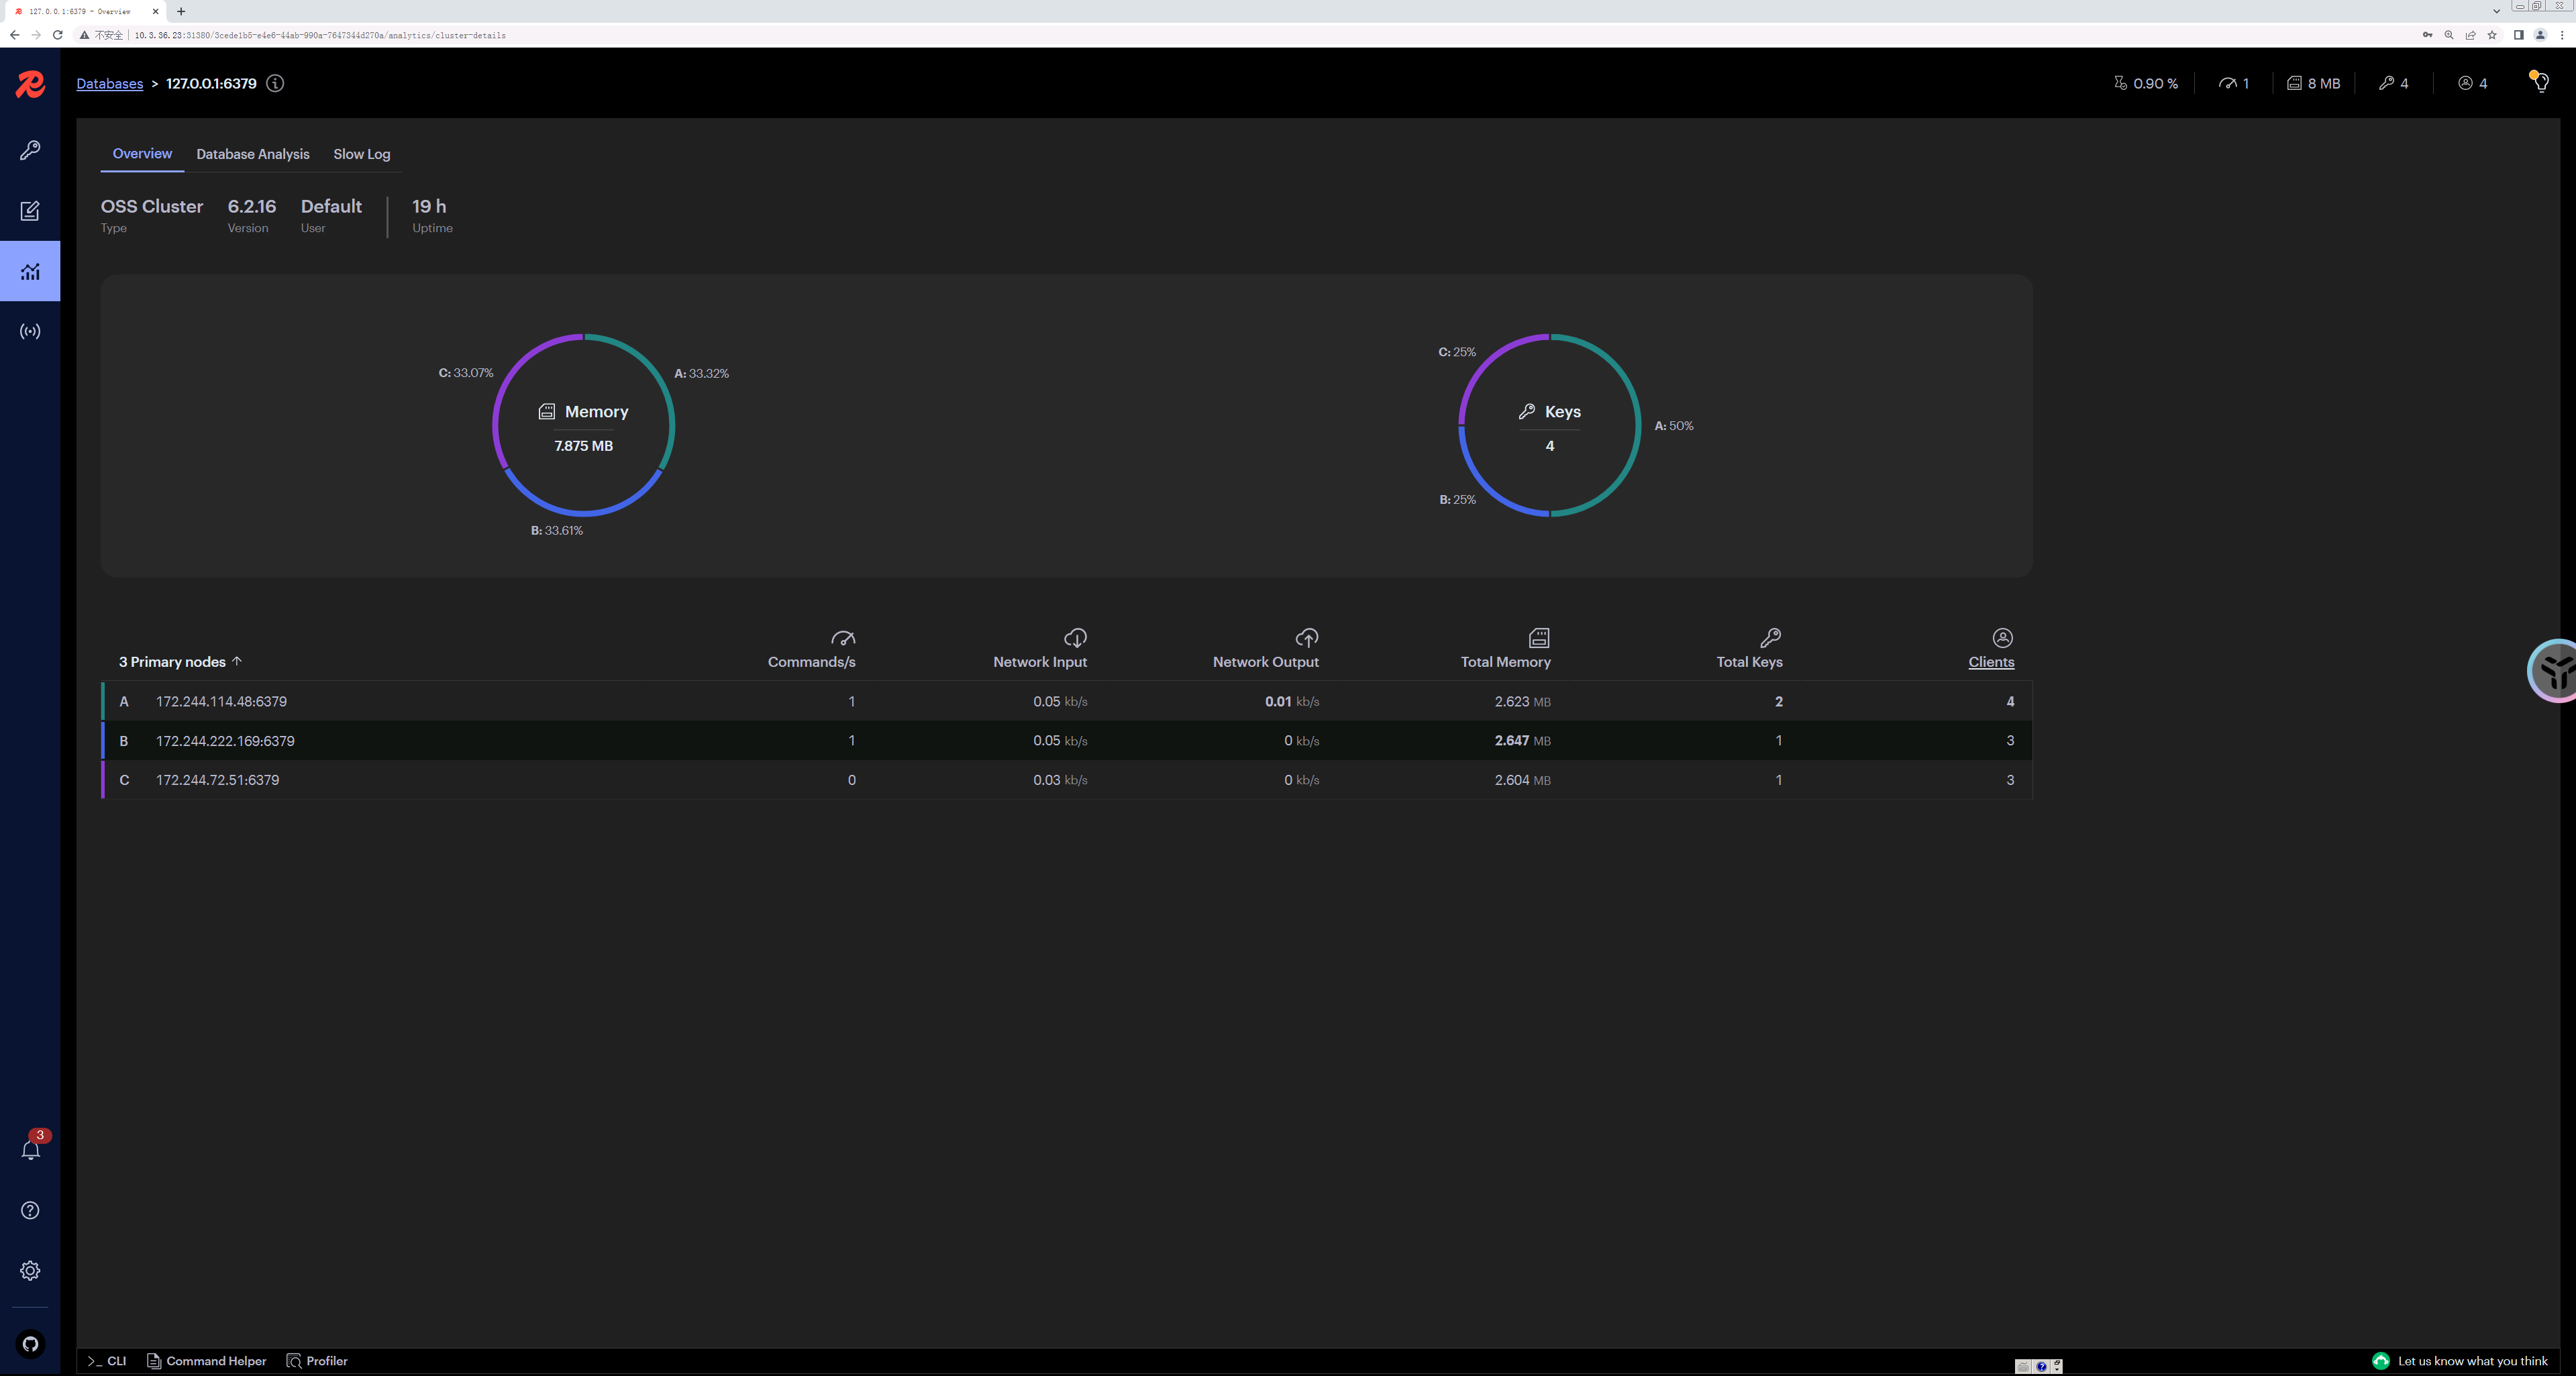 127.0.0.1:6379 - Overview
不安全 10.3.36.23:31380/3cede1b5-e4e6-44ab-990a-7647344d270a/analytics/cluster-details
Databases > 127.0.0.1:6379
0.90 % 1 8 MB 4 4
Overview Database Analysis Slow Log
OSS Cluster 6.2.16 Default 19 h
Type Version User Uptime
C: 33.07% A: 33.32%
Memory
7.875 MB
B: 33.61%
C: 25%
Keys
4
A: 50%
B: 25%
3 Primary nodes Commands/s Network Input Network Output Total Memory Total Keys Clients
A 172.244.114.48:6379 1 0.05 kb/s 0.01 kb/s 2.623 MB 2 4
B 172.244.222.169:6379 1 0.05 kb/s 0 kb/s 2.647 MB 1 3
C 172.244.72.51:6379 0 0.03 kb/s 0 kb/s 2.604 MB 1 3
3
>_ CLI Command Helper Profiler
Let us know what you think